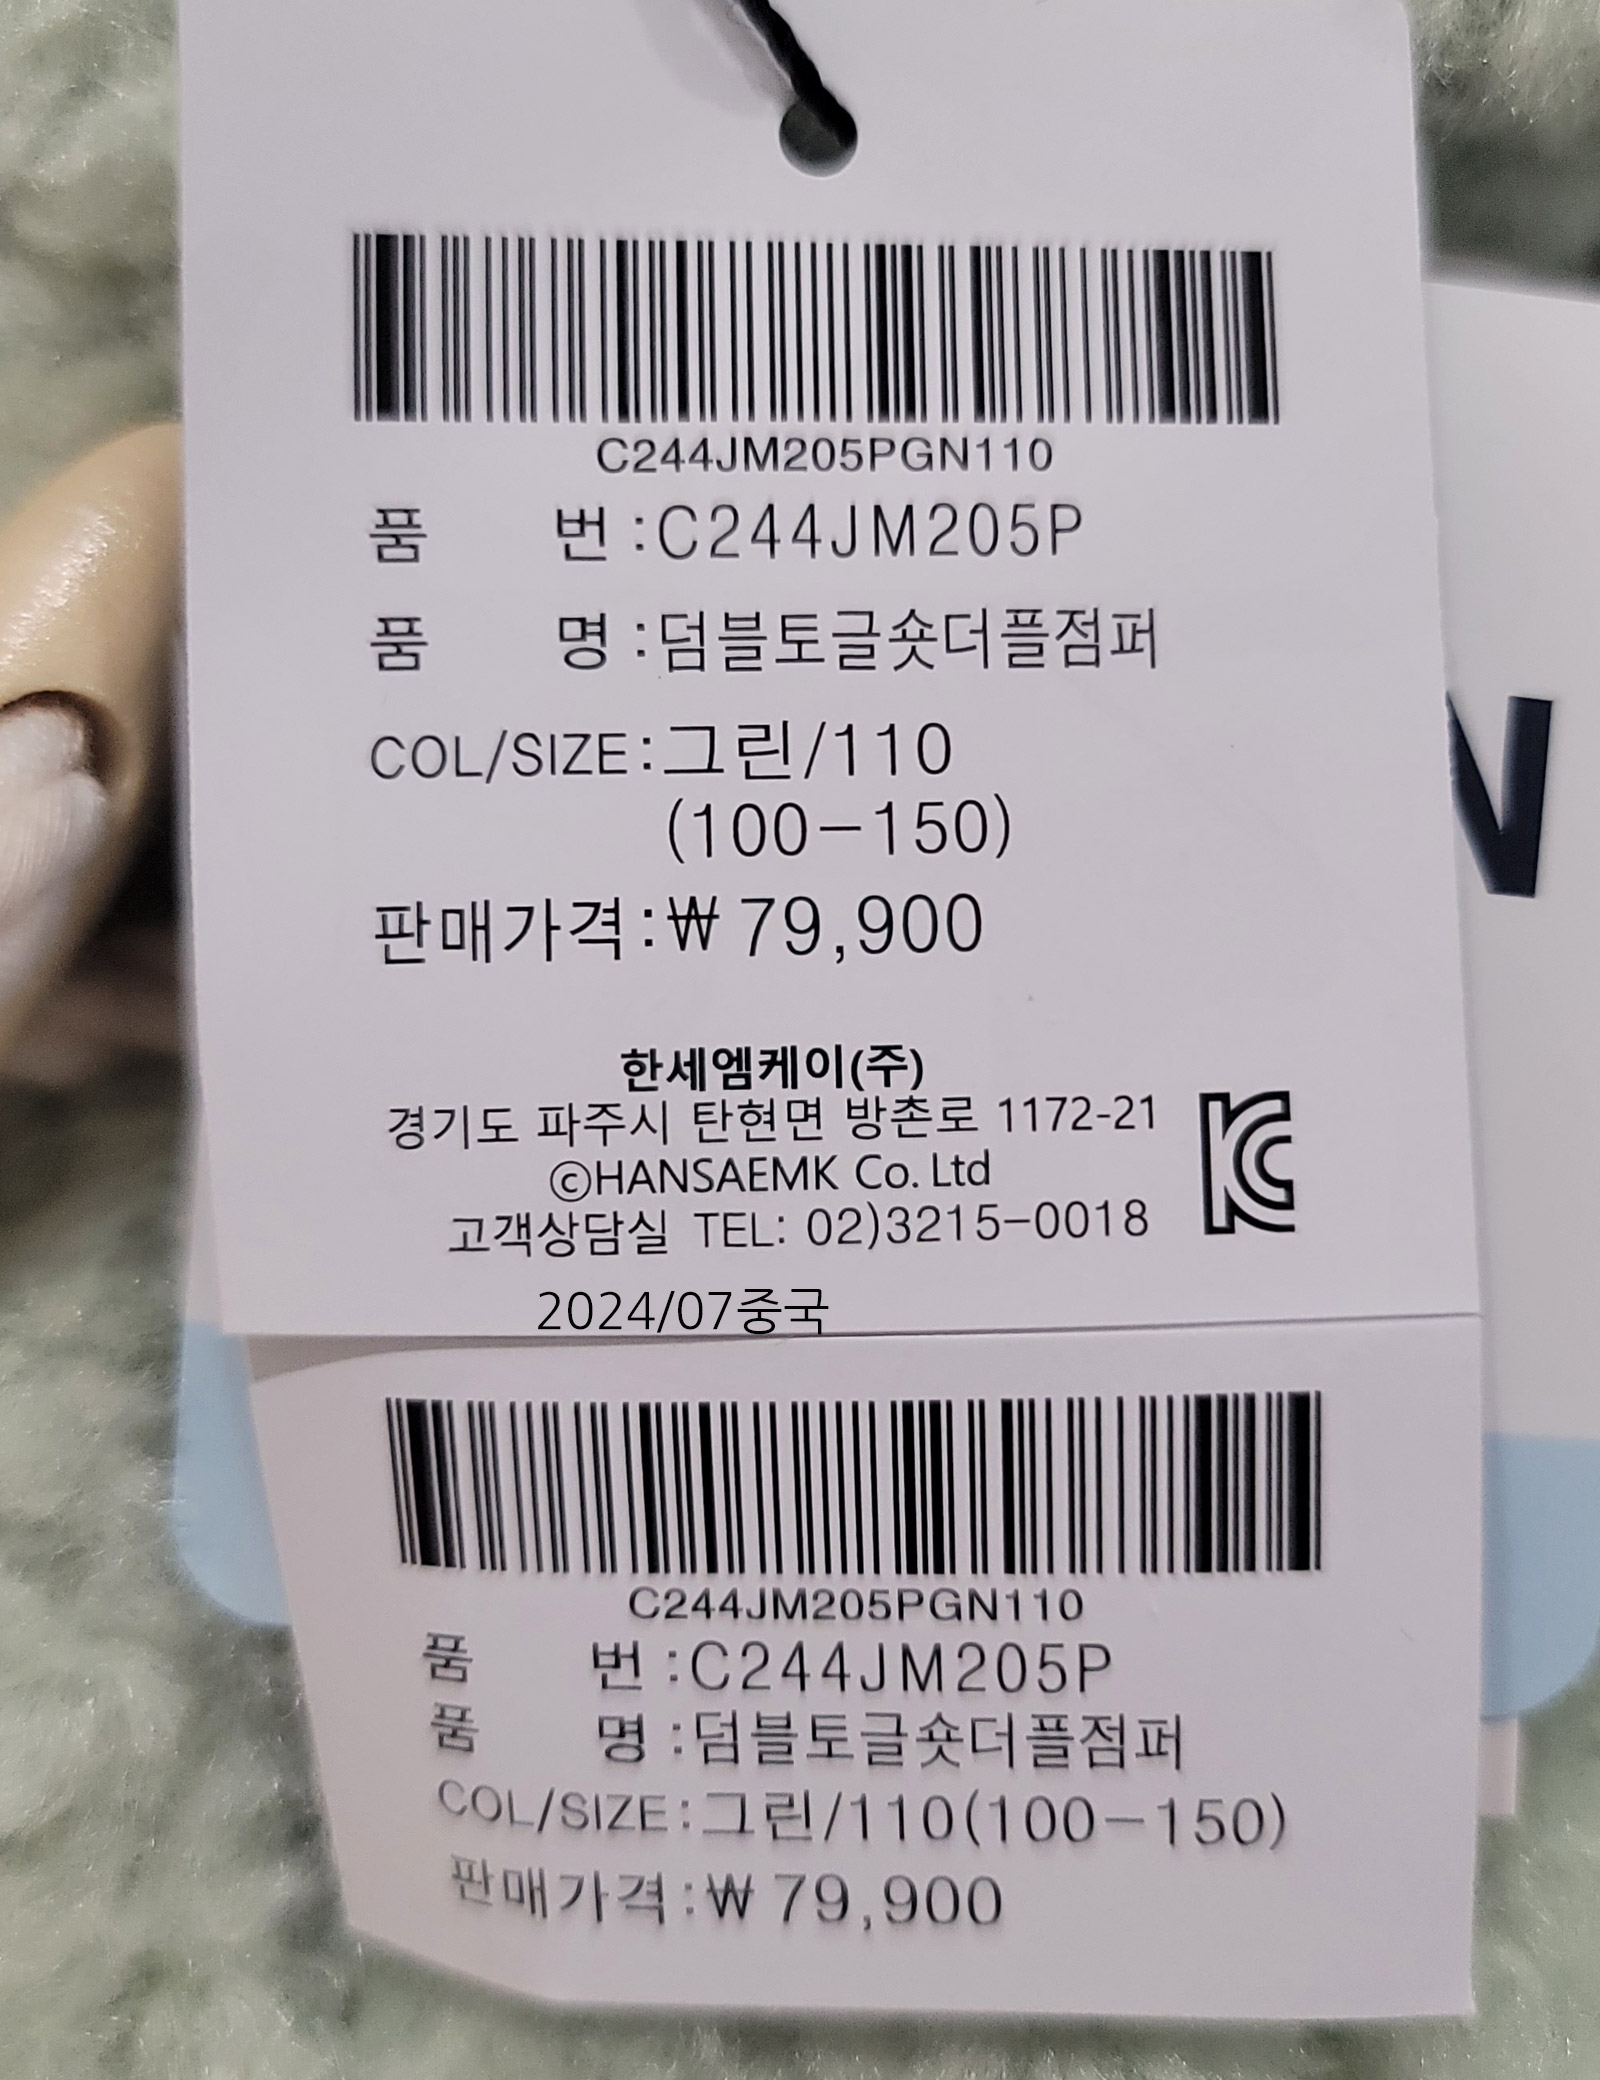 C244JM205PGN110
품 번 :C244JM205P
품 명 :덤블토글숏더플점퍼
COL/SIZE:그린/110
(100-150)
판매가격:₩ 79,900
한세엠케이(주)
경기도 파주시 탄현면 방촌로 1172-21
ⓒHANSAEMK Co. Ltd
고객상담실 TEL: 02)3215-0018
2024/07중국
C244JM205PGN110
품 번 :C244JM205P
품 명 :덤블토글숏더플점퍼
COL/SIZE:그린/110(100-150)
판매가격:₩ 79,900